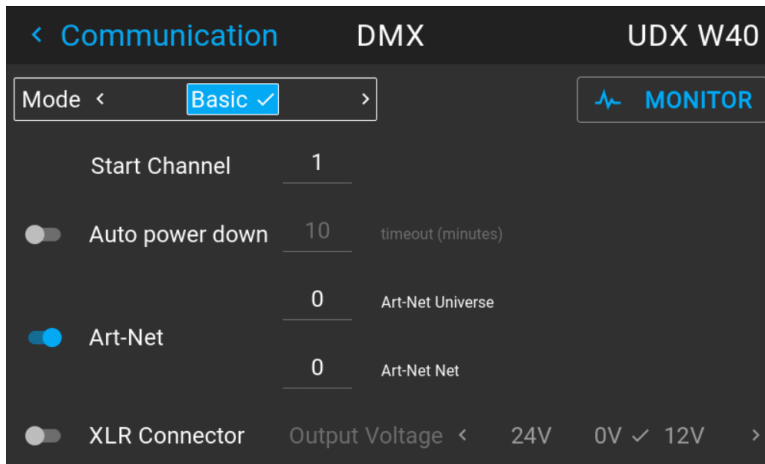 Communication DMX UDX W40
Mode Basic MONITOR
Start Channel 1
Auto power down 10 timeout (minutes)
0 Art-Net Universe
Art-Net
0 Art-Net Net
XLR Connector Output Voltage 24V 0V 12V